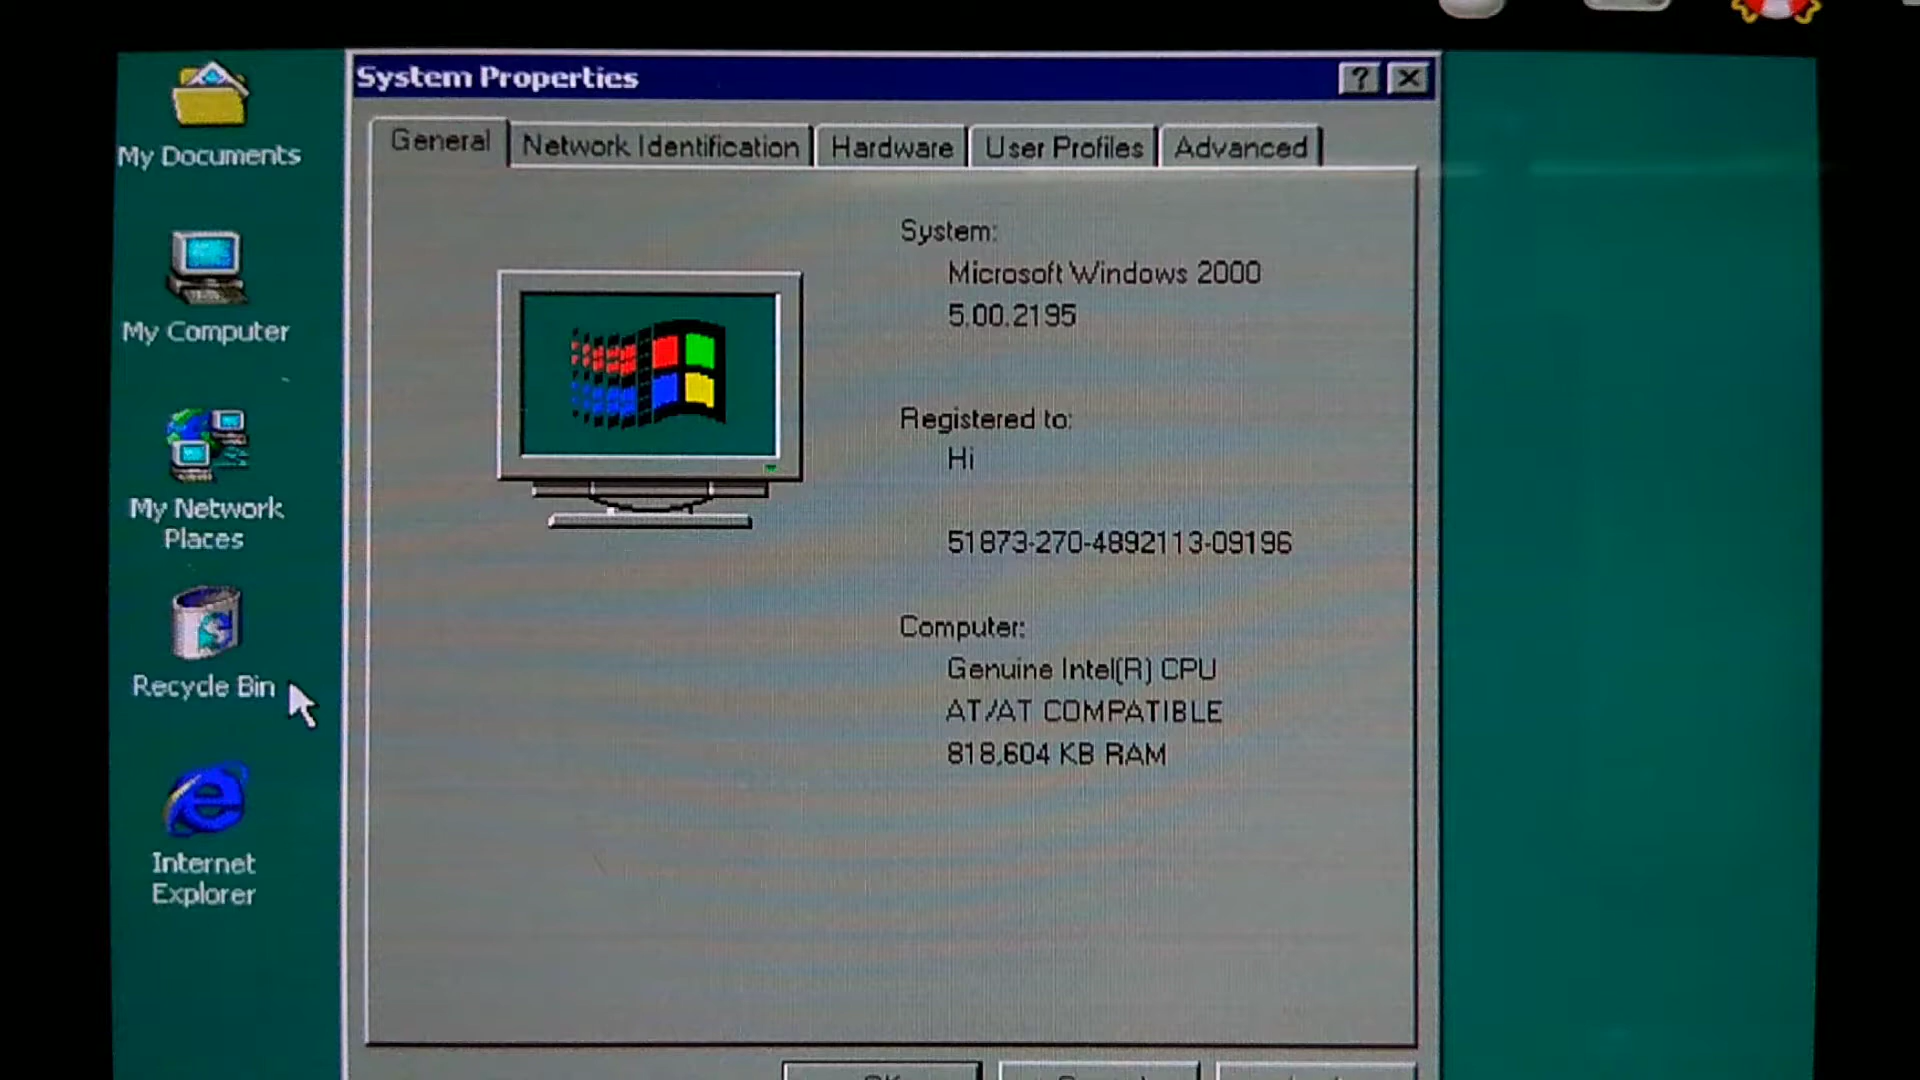 System Properties
General
Network Identification
Hardware
User Profiles
Advanced
My Documents
My Computer
My Network
Places
Recycle Bin
Internet
Explorer
System:
Microsoft Windows 2000
5.00.2195
Registered to:
Hi
51873-270-4892113-09196
Computer:
Genuine Intel(R) CPU
AT/AT COMPATIBLE
818,604 KB RAM